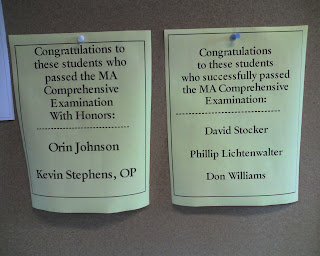 Congratulations to
these students who
passed the MA
Comprehensive
Examination
With Honors:
Orin Johnson
Kevin Stephens, OP
Congratulations
to these students
who successfully passed
the MA Comprehensive
Examination:
David Stocker
Phillip Lichtenwalter
Don Williams